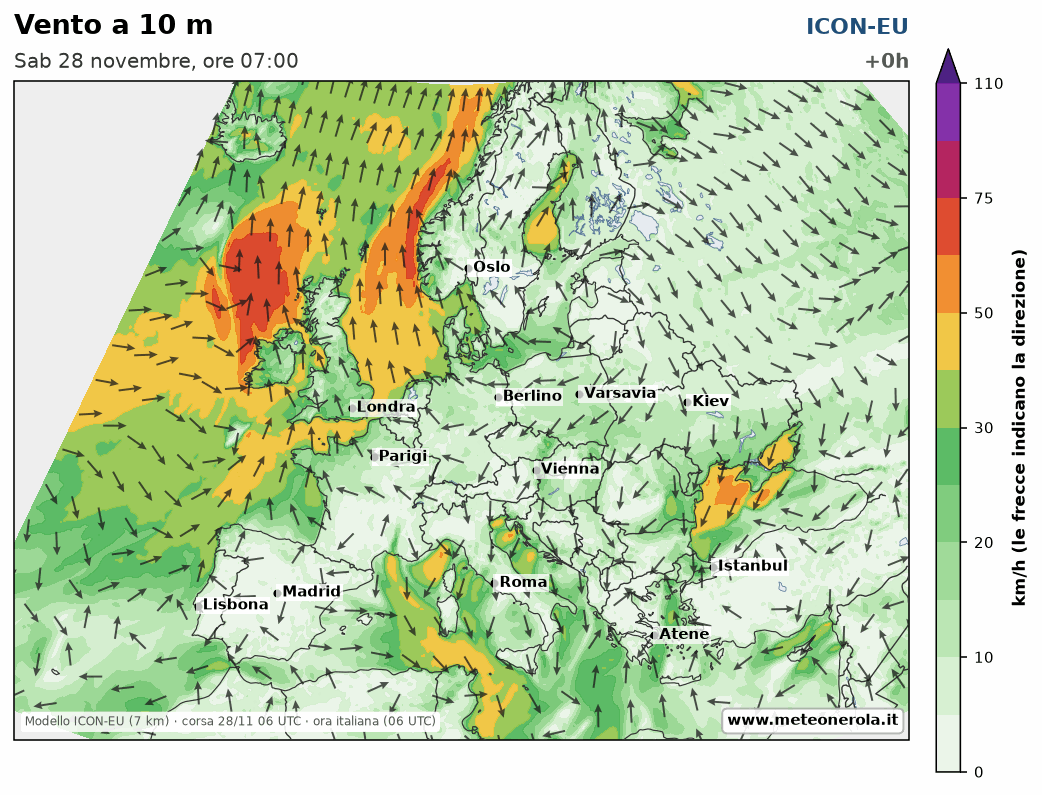 Vento a 10 m
ICON-EU
Sab 28 novembre, ore 07:00
+0h
110
75
50
30
20
10
0
km/h (le frecce indicano la direzione)
Oslo
Londra
Berlino
Varsavia
Kiev
Parigi
Vienna
Istanbul
Roma
Madrid
Lisbona
Atene
Modello ICON-EU (7 km) · corsa 28/11 06 UTC · ora italiana (06 UTC)
www.meteonerola.it